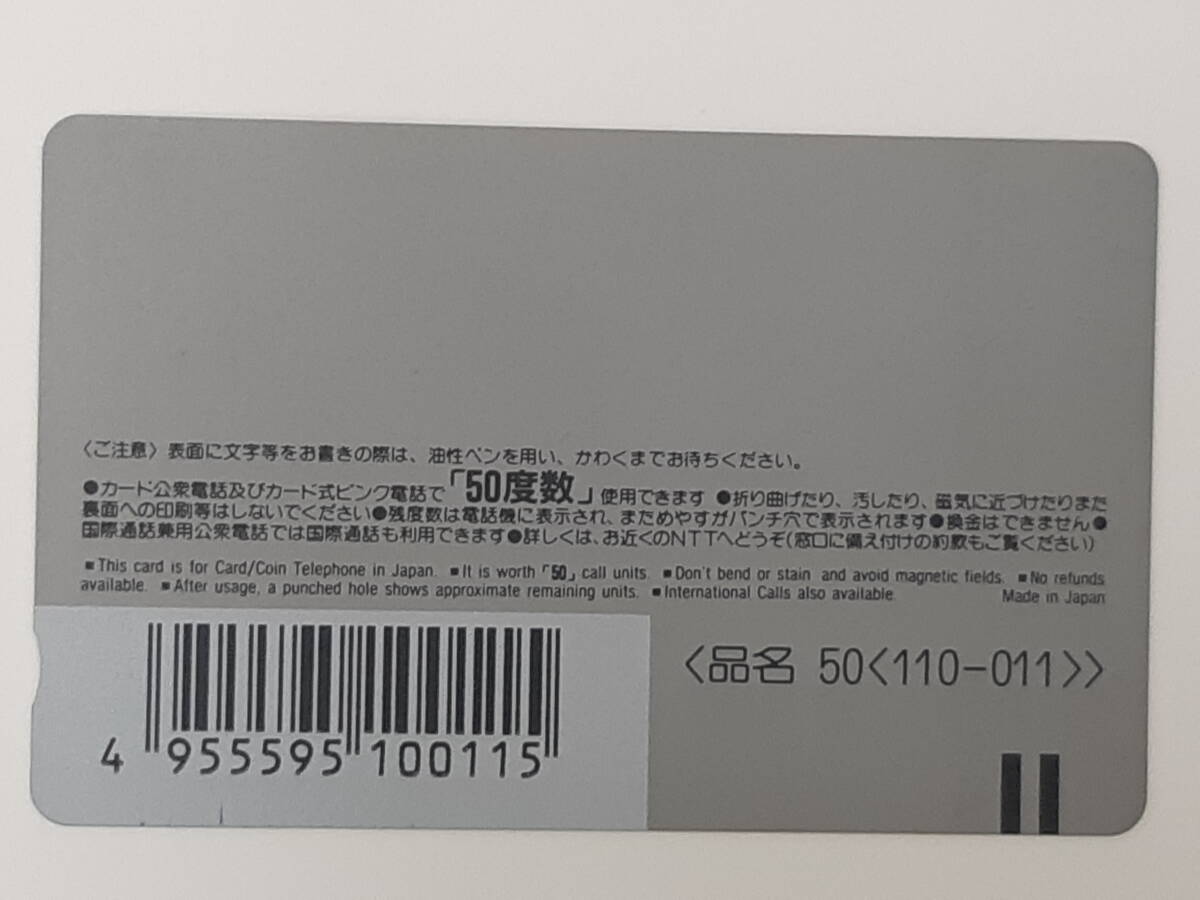 〈ご注意〉表面に文字等をお書きの際は、油性ペンを用い、かわくまでお待ちください。
●カード公衆電話及びカード式ピンク電話で「50度数」使用できます ●折り曲げたり、汚したり、磁気に近づけたりまた
裏面への印刷等はしないでください●残度数は電話機に表示され、まためやすがパンチ穴で表示されます●換金はできません●
国際通話兼用公衆電話では国際通話も利用できます●詳しくは、お近くのNTTへどうぞ(窓口に備え付けの約款もご覧ください)
■This card is for Card/Coin Telephone in Japan. ■It is worth「50」call units. ■Don't bend or stain and avoid magnetic fields. ■No refunds
available. ■After usage, a punched hole shows approximate remaining units. ■International Calls also available. Made in Japan
〈品名 50〈110-011〉〉
4 955595 100115